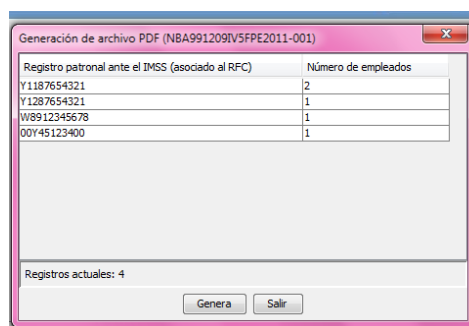 Generación de archivo PDF (NBA991209IV5FPE2011-001)
Registro patronal ante el IMSS (asociado al RFC) Número de empleados
Y1187654321 2
Y1287654321 1
W8912345678 1
00Y45123400 1
Registros actuales: 4
Genera Salir